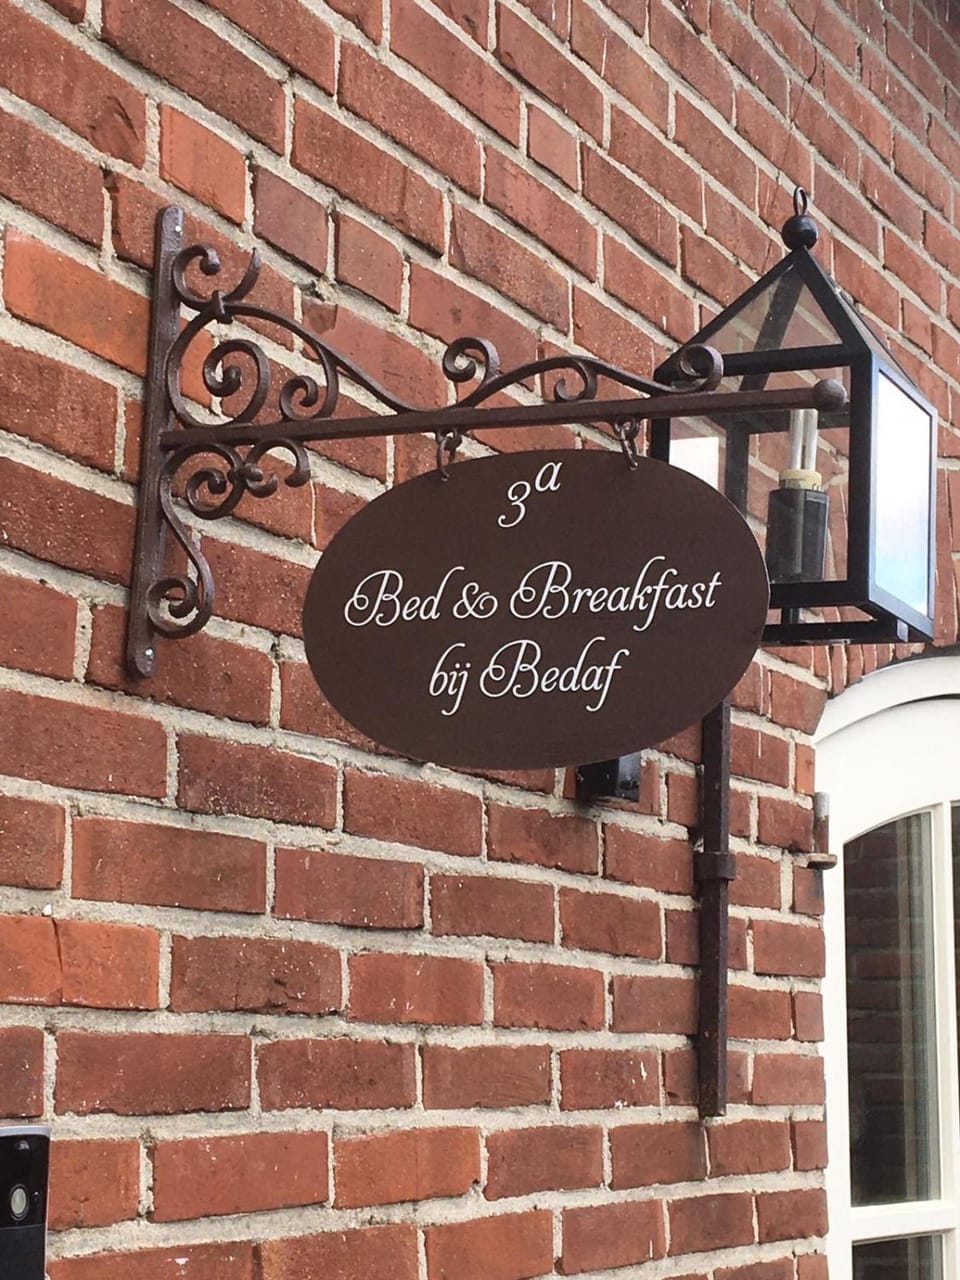 3a
Bed & Breakfast
bij Bedaf